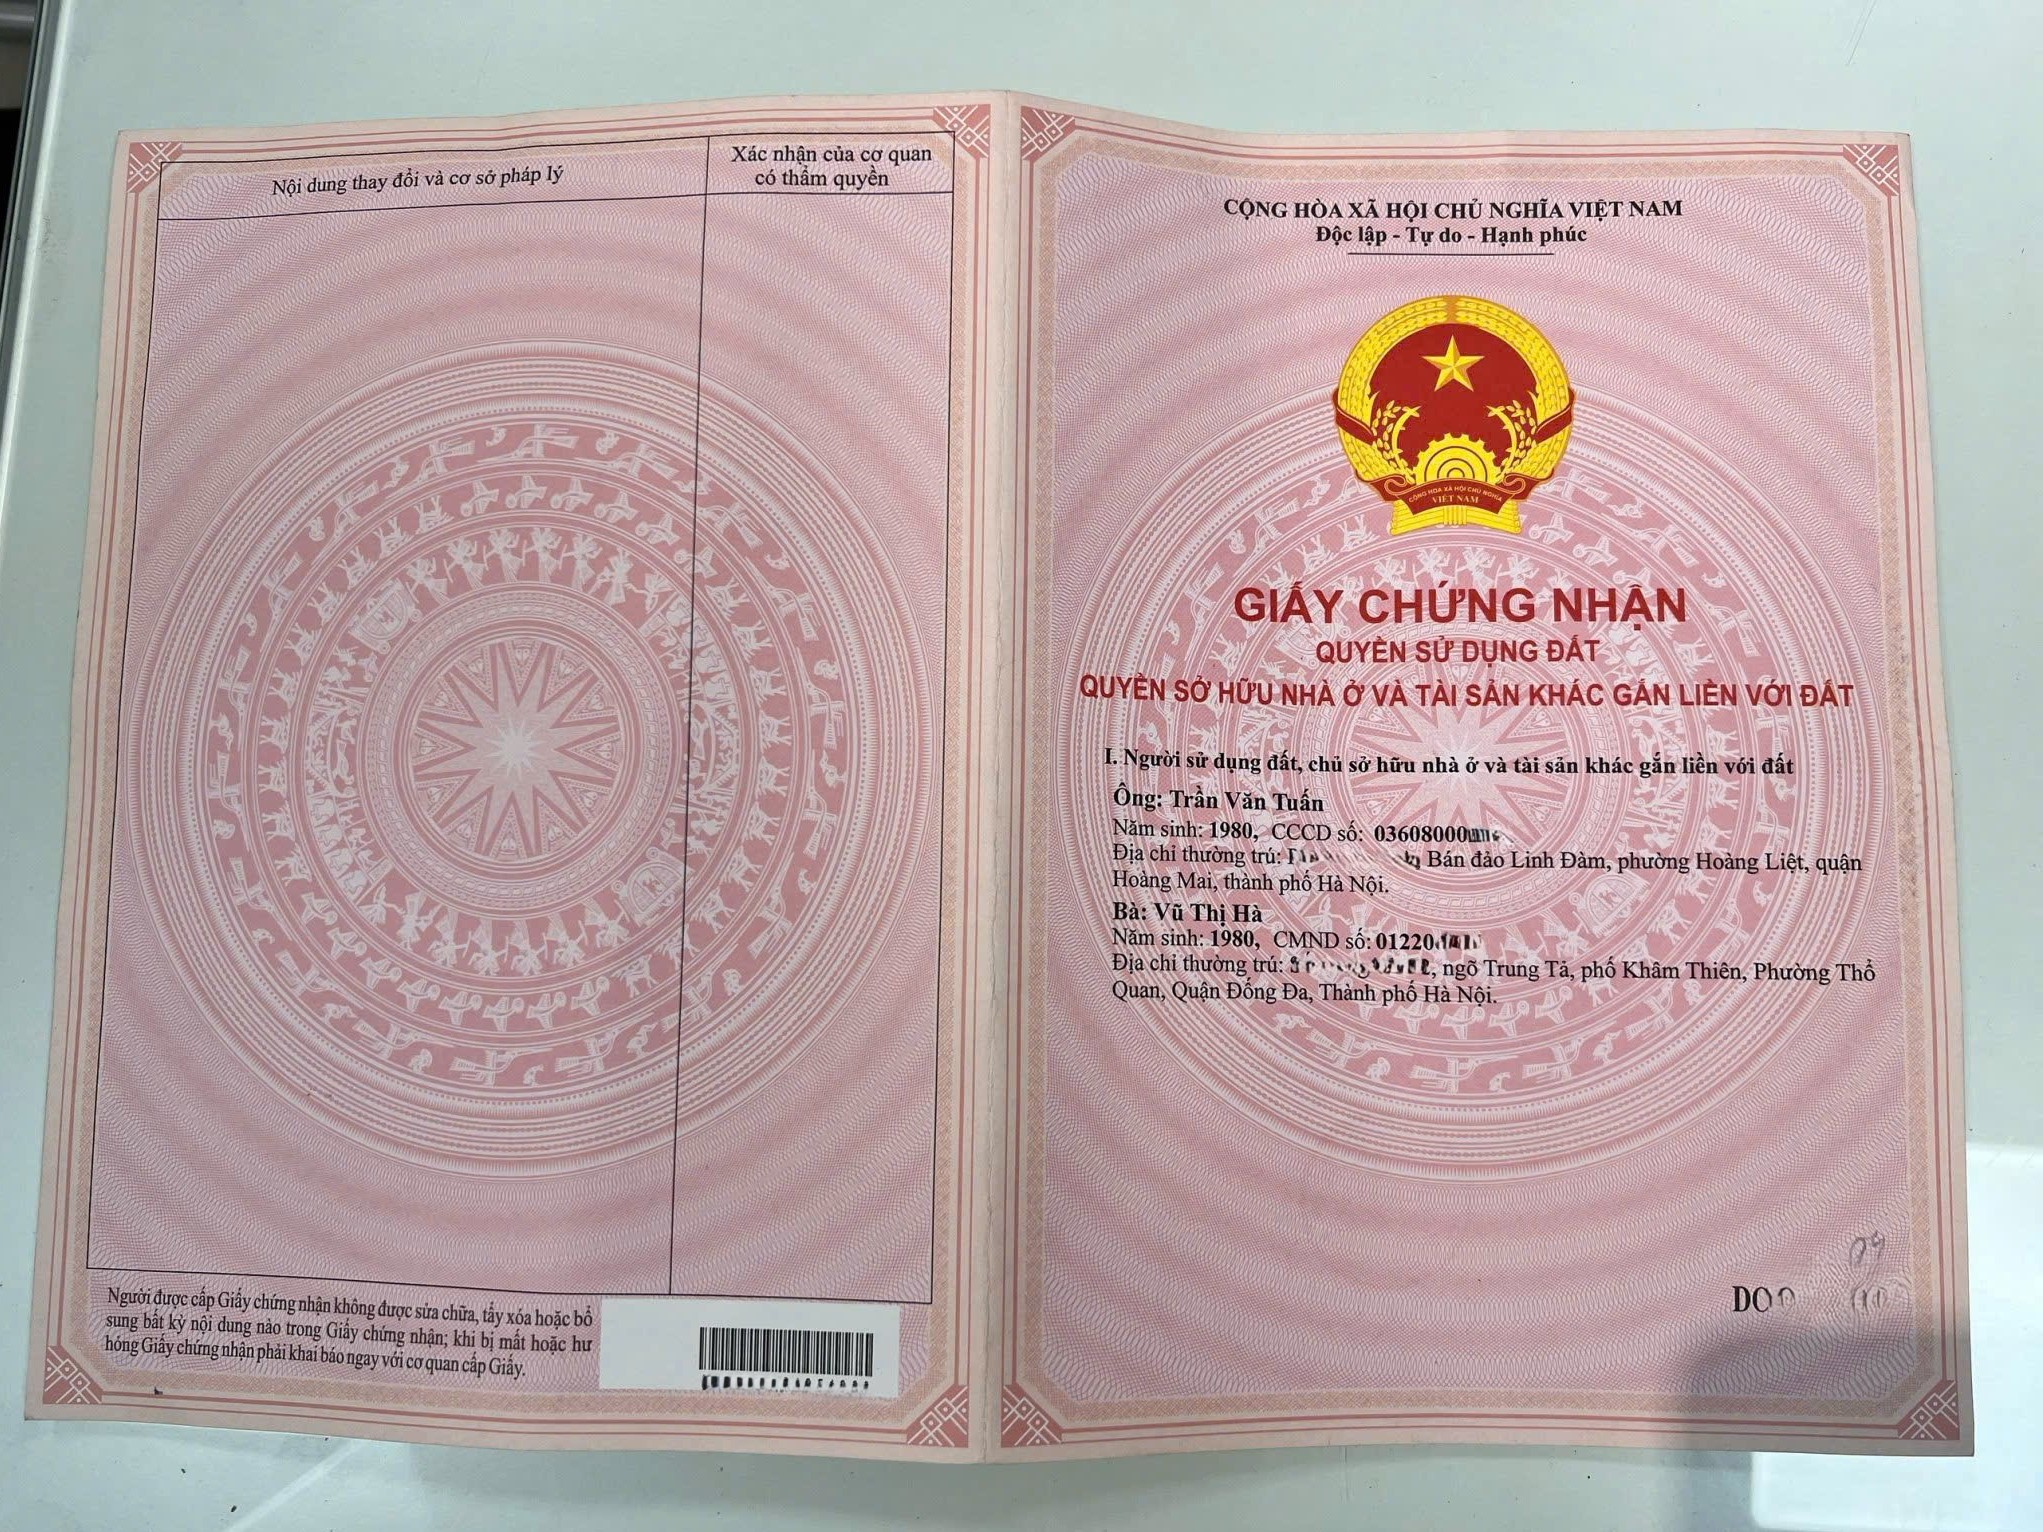 Nội dung thay đổi và cơ sở pháp lý
Xác nhận của cơ quan
có thẩm quyền
Người được cấp Giấy chứng nhận không được sửa chữa, tẩy xóa hoặc bổ
sung bất kỳ nội dung nào trong Giấy chứng nhận; khi bị mất hoặc hư
hỏng Giấy chứng nhận phải khai báo ngay với cơ quan cấp Giấy.
CỘNG HÒA XÃ HỘI CHỦ NGHĨA VIỆT NAM
Độc lập - Tự do - Hạnh phúc
CỘNG HÒA XÃ HỘI CHỦ NGHĨA
VIỆT NAM
GIẤY CHỨNG NHẬN
QUYỀN SỬ DỤNG ĐẤT
QUYỀN SỞ HỮU NHÀ Ở VÀ TÀI SẢN KHÁC GẮN LIỀN VỚI ĐẤT
I. Người sử dụng đất, chủ sở hữu nhà ở và tài sản khác gắn liền với đất
Ông: Trần Văn Tuấn
Năm sinh: 1980, CCCD số: 03608000
Địa chỉ thường trú: Bán đảo Linh Đàm, phường Hoàng Liệt, quận
Hoàng Mai, thành phố Hà Nội.
Bà: Vũ Thị Hà
Năm sinh: 1980, CMND số: 01220
Địa chỉ thường trú: , ngõ Trung Tả, phố Khâm Thiên, Phường Thổ
Quan, Quận Đống Đa, Thành phố Hà Nội.
DO